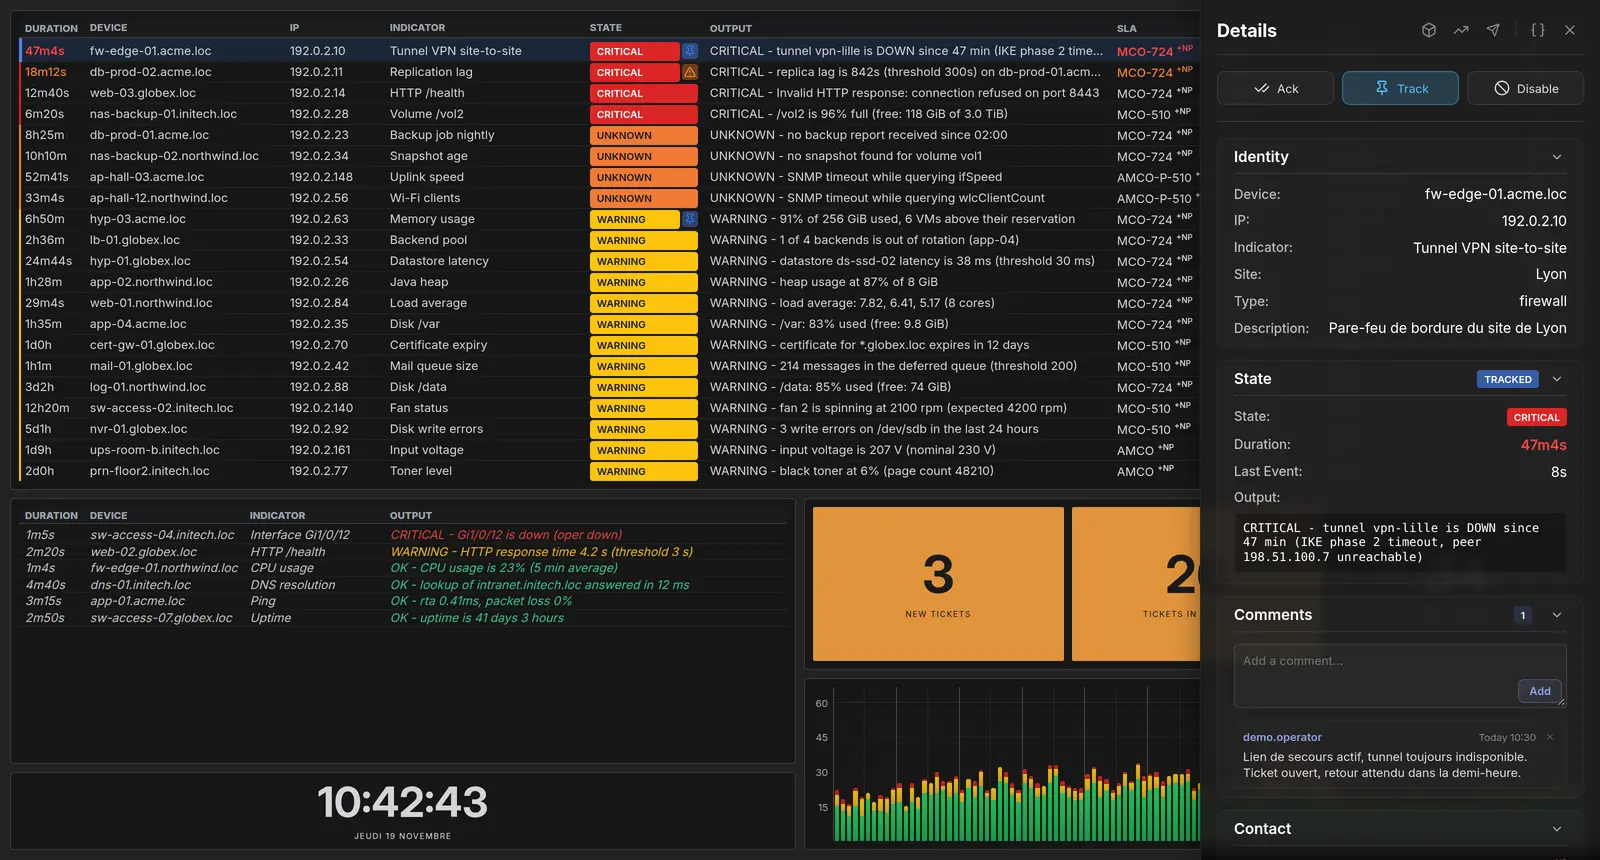 DURATION DEVICE IP INDICATOR STATE OUTPUT SLA
47m4s fw-edge-01.acme.loc 192.0.2.10 Tunnel VPN site-to-site CRITICAL CRITICAL - tunnel vpn-lille is DOWN since 47 min (IKE phase 2 time... MCO-724 +NP
18m12s db-prod-02.acme.loc 192.0.2.11 Replication lag CRITICAL CRITICAL - replica lag is 842s (threshold 300s) on db-prod-01.acm... MCO-724 +NP
12m40s web-03.globex.loc 192.0.2.14 HTTP /health CRITICAL CRITICAL - Invalid HTTP response: connection refused on port 8443 MCO-724 +NP
6m20s nas-backup-01.initech.loc 192.0.2.28 Volume /vol2 CRITICAL CRITICAL - /vol2 is 96% full (free: 118 GiB of 3.0 TiB) MCO-510 +NP
8h25m db-prod-01.acme.loc 192.0.2.23 Backup job nightly UNKNOWN UNKNOWN - no backup report received since 02:00 MCO-724 +NP
10h10m nas-backup-02.northwind.loc 192.0.2.34 Snapshot age UNKNOWN UNKNOWN - no snapshot found for volume vol1 MCO-724 +NP
52m41s ap-hall-03.acme.loc 192.0.2.148 Uplink speed UNKNOWN UNKNOWN - SNMP timeout while querying ifSpeed AMCO-P-510 +
33m4s ap-hall-12.northwind.loc 192.0.2.56 Wi-Fi clients UNKNOWN UNKNOWN - SNMP timeout while querying wlcClientCount AMCO-P-510 +NP
6h50m hyp-03.acme.loc 192.0.2.63 Memory usage WARNING WARNING - 91% of 256 GiB used, 6 VMs above their reservation MCO-724 +NP
2h36m lb-01.globex.loc 192.0.2.33 Backend pool WARNING WARNING - 1 of 4 backends is out of rotation (app-04) MCO-724 +NP
24m44s hyp-01.globex.loc 192.0.2.54 Datastore latency WARNING WARNING - datastore ds-ssd-02 latency is 38 ms (threshold 30 ms) MCO-724 +NP
1h28m app-02.northwind.loc 192.0.2.26 Java heap WARNING WARNING - heap usage at 87% of 8 GiB MCO-724 +NP
29m4s web-01.northwind.loc 192.0.2.84 Load average WARNING WARNING - load average: 7.82, 6.41, 5.17 (8 cores) MCO-724 +NP
1h35m app-04.acme.loc 192.0.2.35 Disk /var WARNING WARNING - /var: 83% used (free: 9.8 GiB) MCO-724 +NP
1d0h cert-gw-01.globex.loc 192.0.2.70 Certificate expiry WARNING WARNING - certificate for *.globex.loc expires in 12 days MCO-510 +NP
1h1m mail-01.globex.loc 192.0.2.42 Mail queue size WARNING WARNING - 214 messages in the deferred queue (threshold 200) MCO-510 +NP
3d2h log-01.northwind.loc 192.0.2.88 Disk /data WARNING WARNING - /data: 85% used (free: 74 GiB) MCO-724 +NP
12h20m sw-access-02.initech.loc 192.0.2.140 Fan status WARNING WARNING - fan 2 is spinning at 2100 rpm (expected 4200 rpm) MCO-510 +NP
5d1h nvr-01.globex.loc 192.0.2.92 Disk write errors WARNING WARNING - 3 write errors on /dev/sdb in the last 24 hours MCO-510 +NP
1d9h ups-room-b.initech.loc 192.0.2.161 Input voltage WARNING WARNING - input voltage is 207 V (nominal 230 V) AMCO +NP
2d0h prn-floor2.initech.loc 192.0.2.77 Toner level WARNING WARNING - black toner at 6% (page count 48210) AMCO +NP
DURATION DEVICE INDICATOR OUTPUT
1m5s sw-access-04.initech.loc Interface Gi1/0/12 CRITICAL - Gi1/0/12 is down (oper down)
2m20s web-02.globex.loc HTTP /health WARNING - HTTP response time 4.2 s (threshold 3 s)
1m4s fw-edge-01.northwind.loc CPU usage OK - CPU usage is 23% (5 min average)
4m40s dns-01.initech.loc DNS resolution OK - lookup of intranet.initech.loc answered in 12 ms
3m15s app-01.acme.loc Ping OK - rta 0.41ms, packet loss 0%
2m50s sw-access-07.globex.loc Uptime OK - uptime is 41 days 3 hours
10:42:43
JEUDI 19 NOVEMBRE
3
NEW TICKETS
20
TICKETS IN
60
45
30
15
Details
Ack Track Disable
Identity
Device: fw-edge-01.acme.loc
IP: 192.0.2.10
Indicator: Tunnel VPN site-to-site
Site: Lyon
Type: firewall
Description: Pare-feu de bordure du site de Lyon
State TRACKED
State: CRITICAL
Duration: 47m4s
Last Event: 8s
Output:
CRITICAL - tunnel vpn-lille is DOWN since
47 min (IKE phase 2 timeout, peer
198.51.100.7 unreachable)
Comments 1
Add a comment...
Add
demo.operator Today 10:30
Lien de secours actif, tunnel toujours indisponible.
Ticket ouvert, retour attendu dans la demi-heure.
Contact